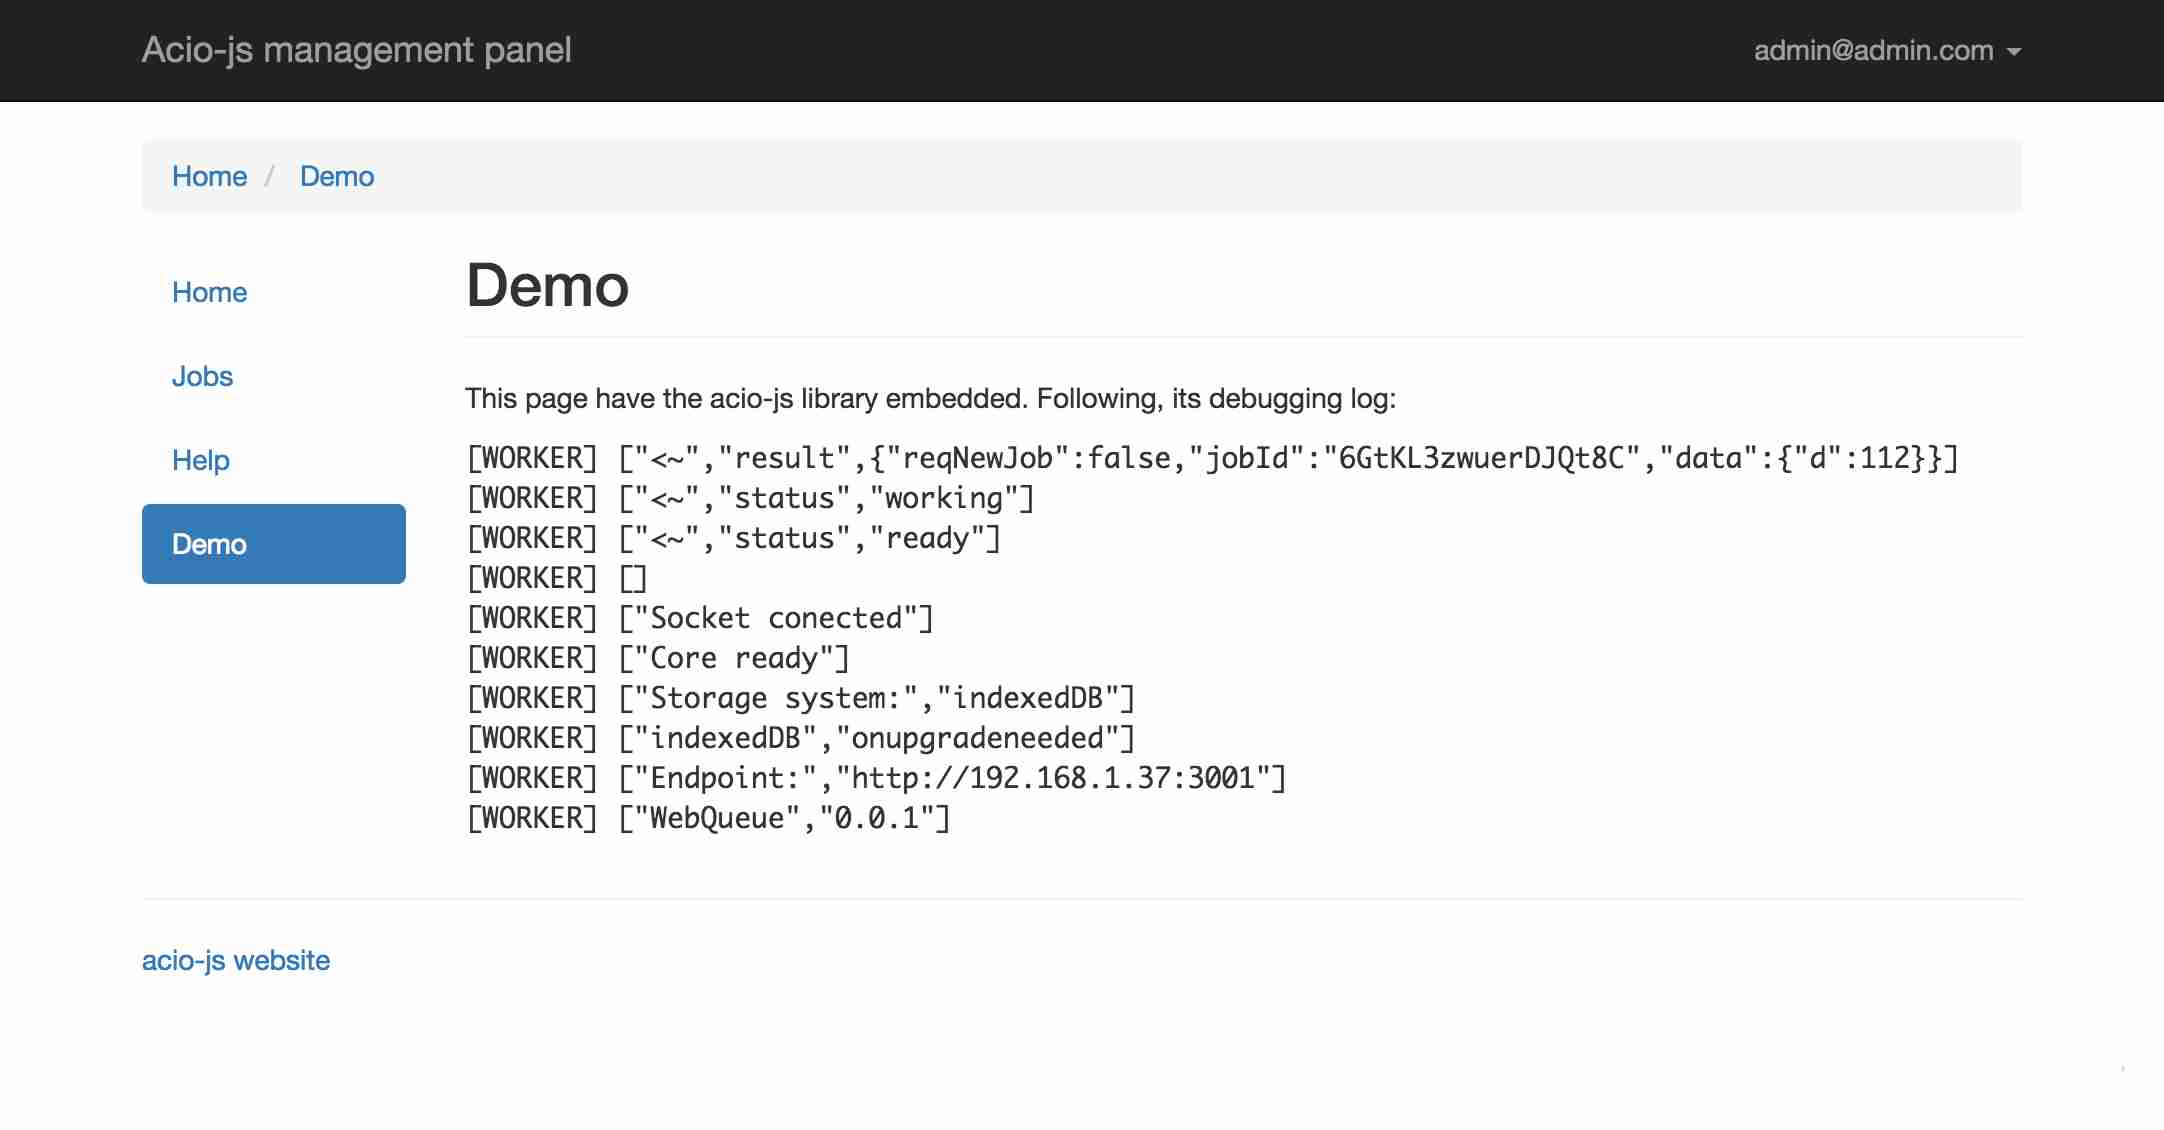 Acio-js management panel
admin@admin.com
Home / Demo
Home
Jobs
Help
Demo
Demo
This page have the acio-js library embedded. Following, its debugging log:
[WORKER] ["<~","result",{"reqNewJob":false,"jobId":"6GtKL3zwuerDJQt8C","data":{"d":112}}]
[WORKER] ["<~","status","working"]
[WORKER] ["<~","status","ready"]
[WORKER] []
[WORKER] ["Socket conected"]
[WORKER] ["Core ready"]
[WORKER] ["Storage system:","indexedDB"]
[WORKER] ["indexedDB","onupgradeneeded"]
[WORKER] ["Endpoint:","http://192.168.1.37:3001"]
[WORKER] ["WebQueue","0.0.1"]
acio-js website